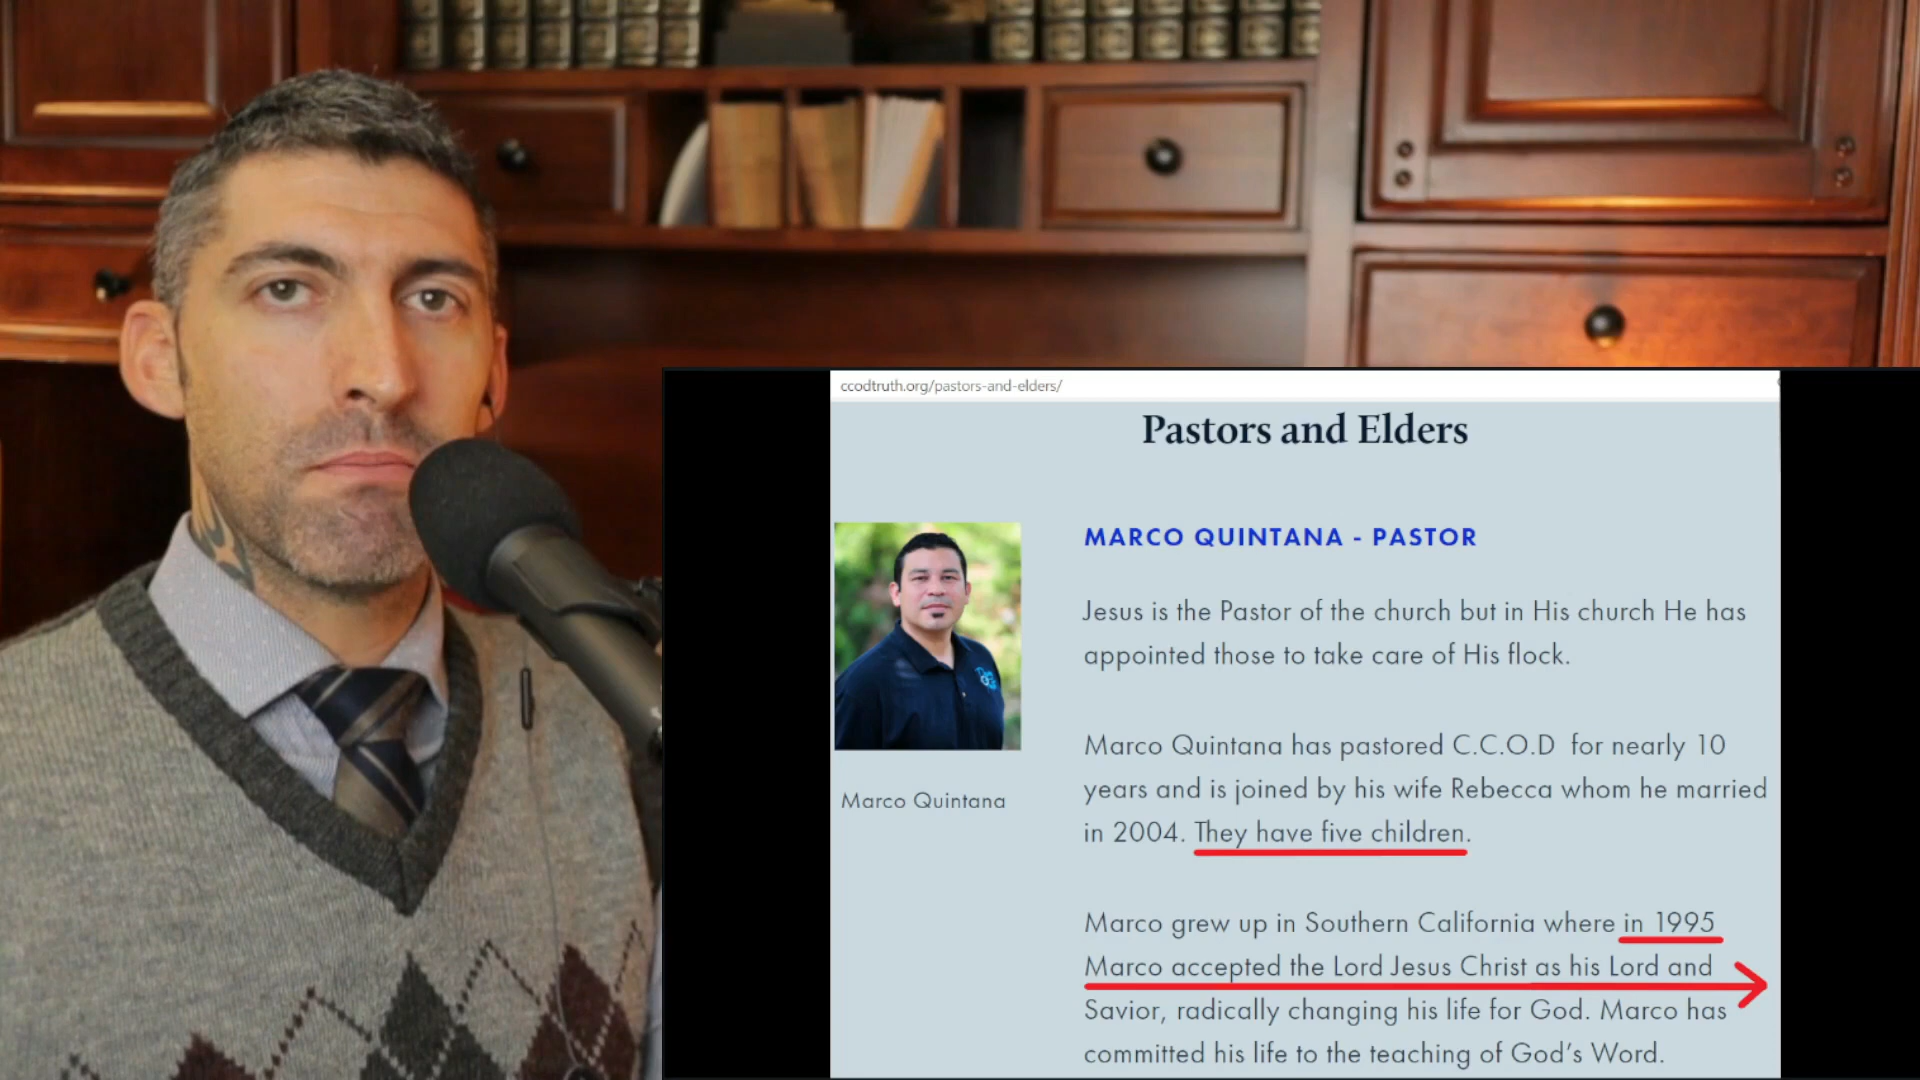 ccodtruth.org/pastors-and-elders/
Pastors and Elders
MARCO QUINTANA - PASTOR
Jesus is the Pastor of the church but in His church He has
appointed those to take care of His flock.
Marco Quintana has pastored C.C.O.D for nearly 10
years and is joined by his wife Rebecca whom he married
in 2004. They have five children.
Marco Quintana
Marco grew up in Southern California where in 1995
Marco accepted the Lord Jesus Christ as his Lord and
Savior, radically changing his life for God. Marco has
committed his life to the teaching of God's Word.